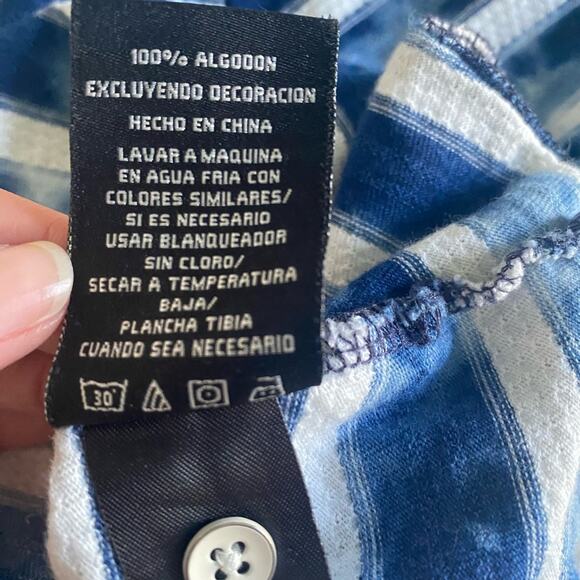 100% ALGODON
EXCLUYENDO DECORACION
HECHO EN CHINA
LAVAR A MAQUINA
EN AGUA FRIA CON
COLORES SIMILARES/
SI ES NECESARIO
USAR BLANQUEADOR
SIN CLORO/
SECAR A TEMPERATURA
BAJA/
PLANCHA TIBIA
CUANDO SEA NECESARIO
30°